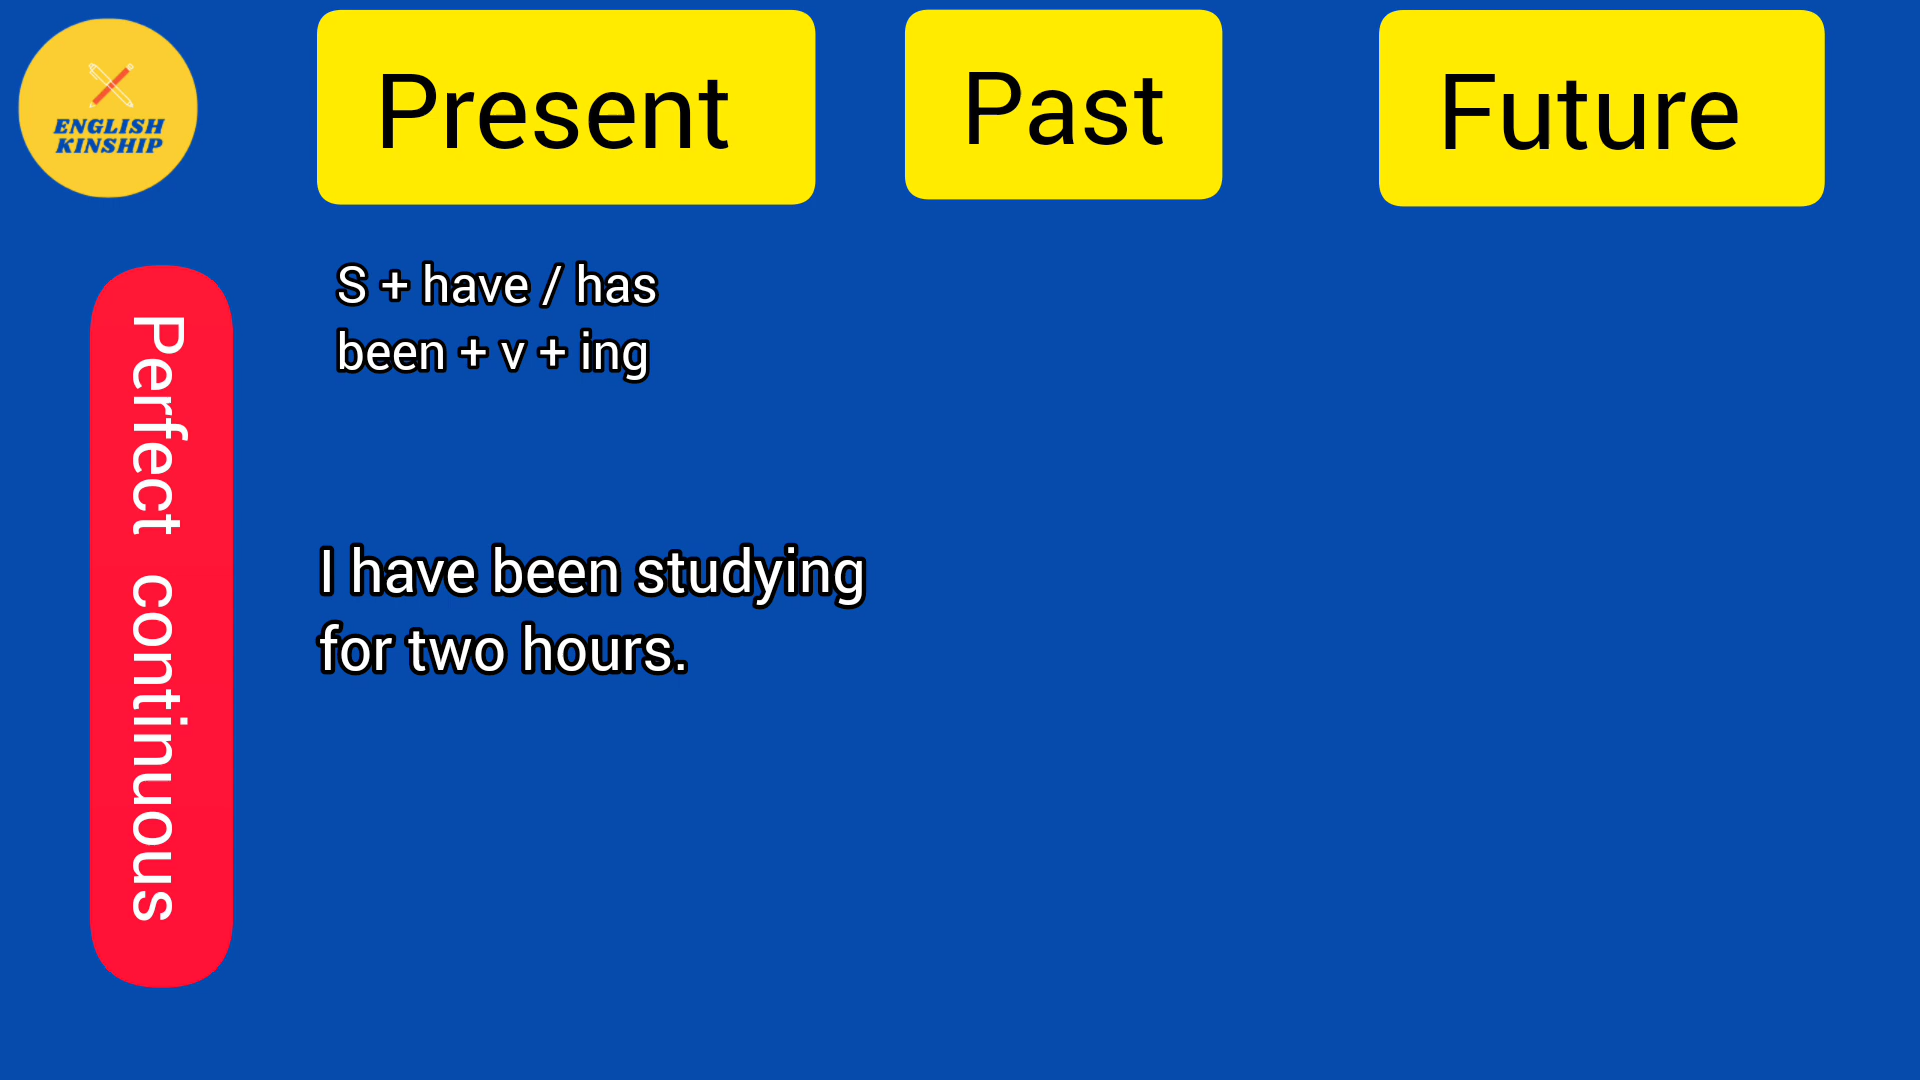 ENGLISH
KINSHIP
Present
Past
Future
Perfect continuous
S + have / has
been + v + ing
I have been studying
for two hours.